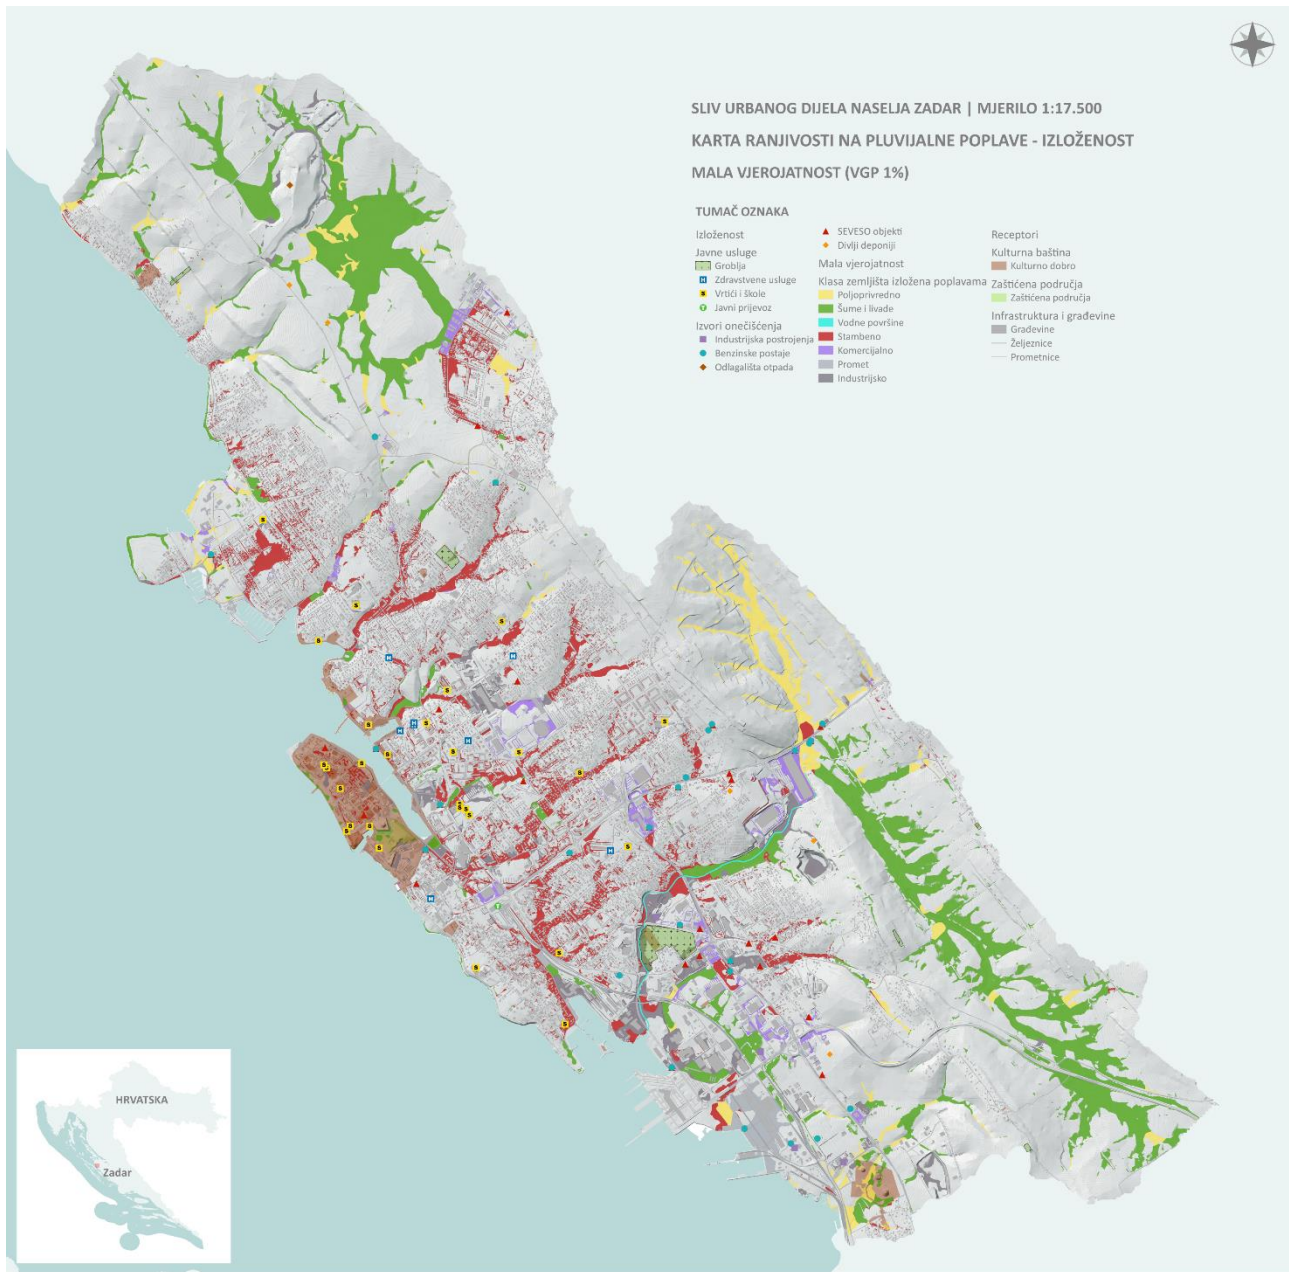 SLIV URBANOG DIJELA NASELJA ZADAR | MJERILO 1:17.500
KARTA RANJIVOSTI NA PLUVIJALNE POPLAVE - IZLOŽENOST
MALA VJEROJATNOST (VGP 1%)
TUMAČ OZNAKA
Izloženost
Javne usluge
Groblja
H Zdravstvene usluge
S Vrtići i škole
Javni prijevoz
Izvori onečišćenja
Industrijska postrojenja
Benzinske postaje
Odlagališta otpada
SEVESO objekti
Divlji deponiji
Mala vjerojatnost
Klasa zemljišta izložena poplavama
Poljoprivredno
Šume i livade
Vodne površine
Stambeno
Komercijalno
Promet
Industrijsko
Receptori
Kulturna baština
Kulturno dobro
Zaštićena područja
Zaštićena područja
Infrastruktura i građevine
Građevine
Željeznice
Prometnice
HRVATSKA
Zadar